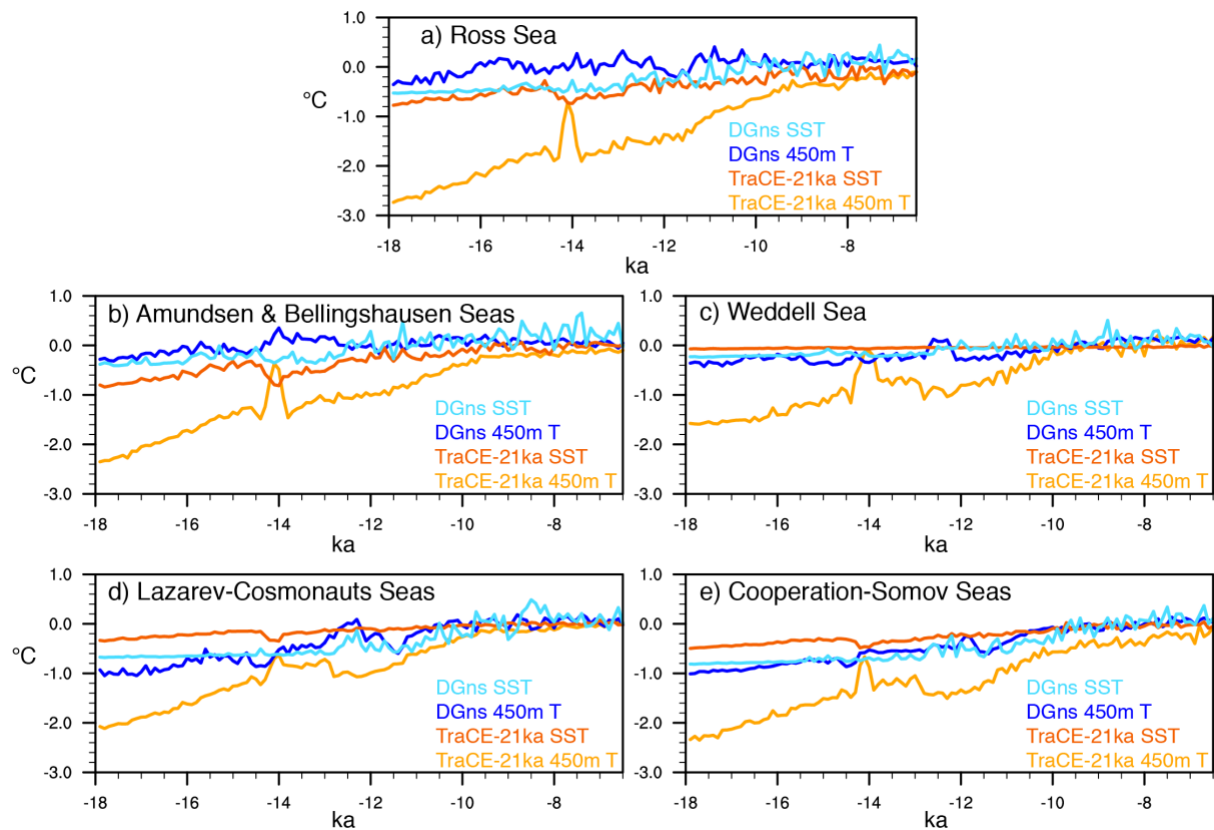 a) Ross Sea
1.0
0.0
-1.0
-2.0
-3.0
°C
DGns SST
DGns 450m T
TraCE-21ka SST
TraCE-21ka 450m T
-18 -16 -14 -12 -10 -8
ka
b) Amundsen & Bellingshausen Seas
1.0
0.0
-1.0
-2.0
-3.0
°C
DGns SST
DGns 450m T
TraCE-21ka SST
TraCE-21ka 450m T
-18 -16 -14 -12 -10 -8
ka
c) Weddell Sea
1.0
0.0
-1.0
-2.0
-3.0
DGns SST
DGns 450m T
TraCE-21ka SST
TraCE-21ka 450m T
-18 -16 -14 -12 -10 -8
ka
d) Lazarev-Cosmonauts Seas
1.0
0.0
-1.0
-2.0
-3.0
°C
DGns SST
DGns 450m T
TraCE-21ka SST
TraCE-21ka 450m T
-18 -16 -14 -12 -10 -8
ka
e) Cooperation-Somov Seas
1.0
0.0
-1.0
-2.0
-3.0
DGns SST
DGns 450m T
TraCE-21ka SST
TraCE-21ka 450m T
-18 -16 -14 -12 -10 -8
ka